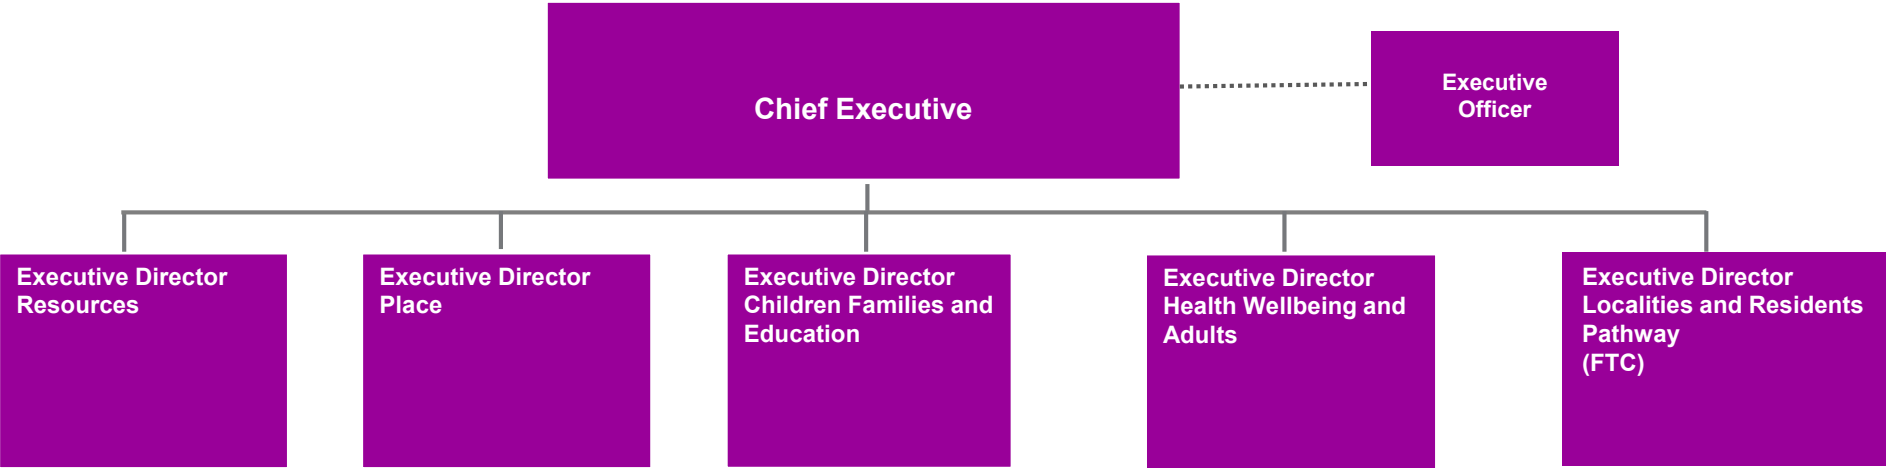 Chief Executive
Executive
Officer
Executive Director
Resources
Executive Director
Place
Executive Director
Children Families and
Education
Executive Director
Health Wellbeing and
Adults
Executive Director
Localities and Residents
Pathway
(FTC)